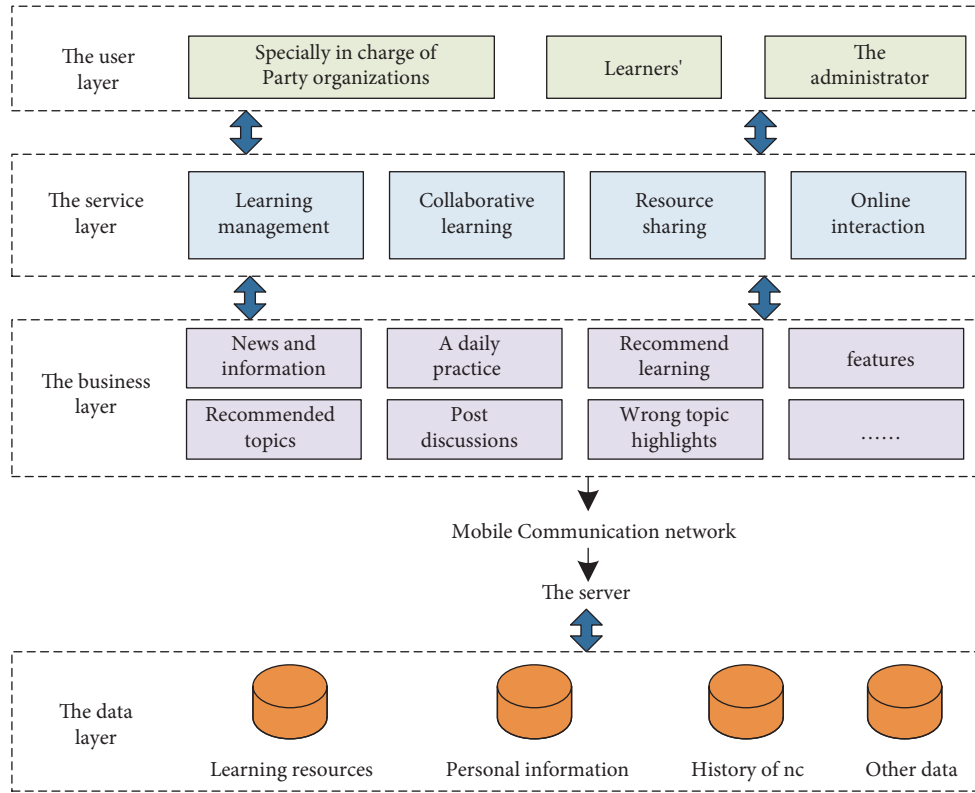 The user
layer
Specially in charge of
Party organizations
Learners'
The
administrator
The service
layer
Learning
management
Collaborative
learning
Resource
sharing
Online
interaction
The business
layer
News and
information
A daily
practice
Recommend
learning
features
Recommended
topics
Post
discussions
Wrong topic
highlights
......
Mobile Communication network
The server
The data
layer
Learning resources
Personal information
History of nc
Other data